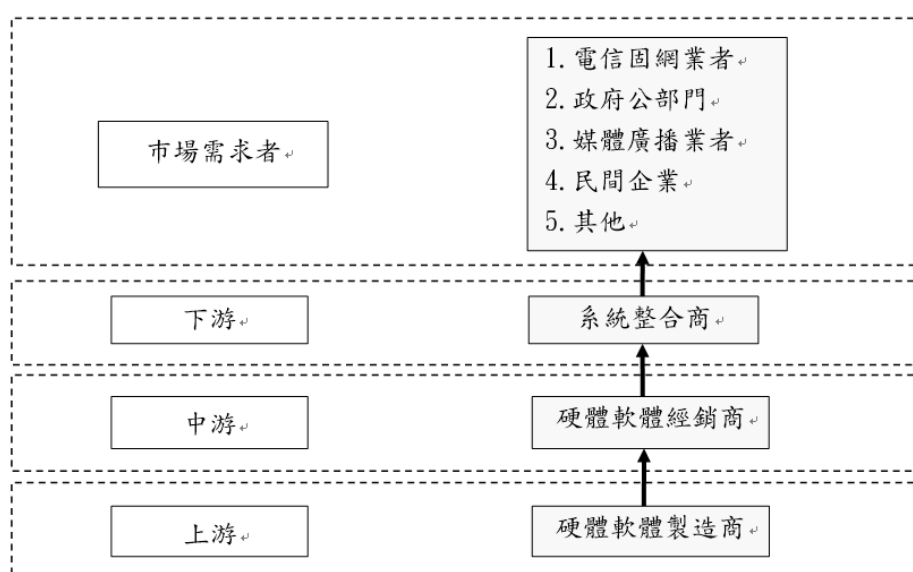 1.電信固網業者
2.政府公部門
市場需求者
3.媒體廣播業者
4.民間企業
5.其他
下游
系統整合商
中游
硬體軟體經銷商
上游
硬體軟體製造商